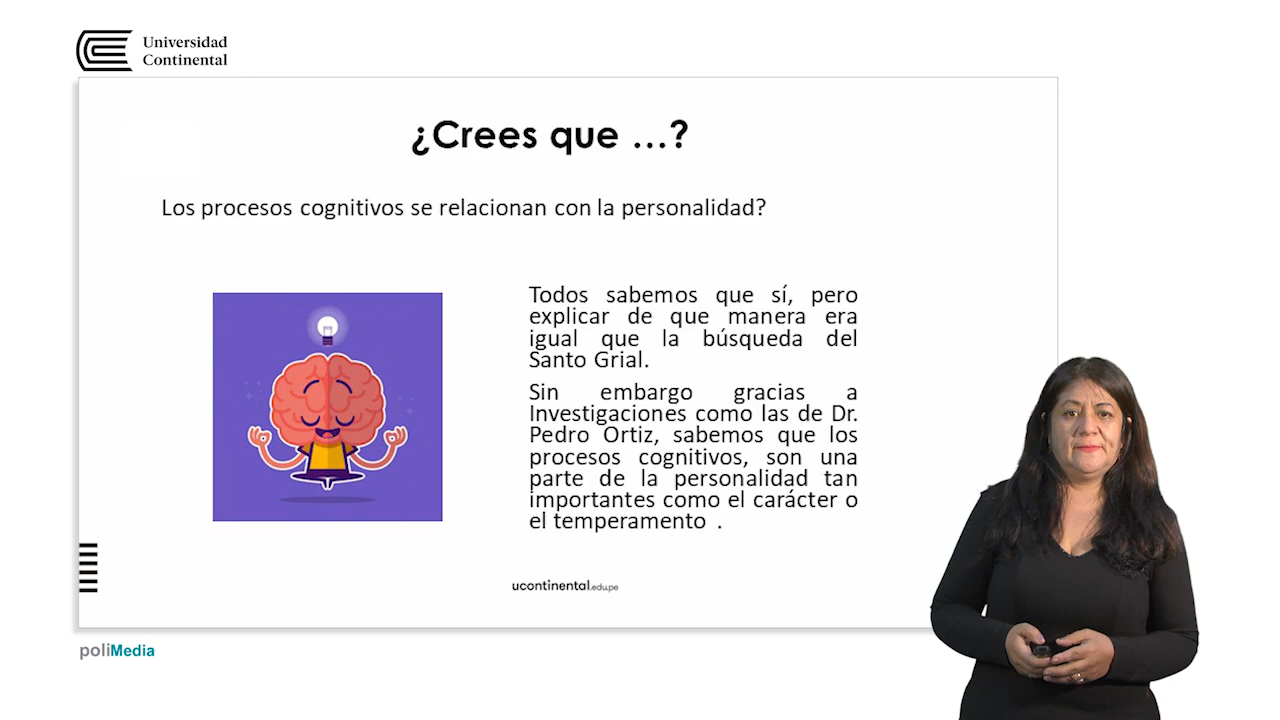 Universidad
Continental
¿Crees que ...?
Los procesos cognitivos se relacionan con la personalidad?
Todos sabemos que sí, pero
explicar de que manera era
igual que la búsqueda del
Santo Grial.
Sin embargo gracias a
Investigaciones como las de Dr.
Pedro Ortiz, sabemos que los
procesos cognitivos, son una
parte de la personalidad tan
importantes como el carácter o
el temperamento .
ucontinental.edu.pe
poliMedia